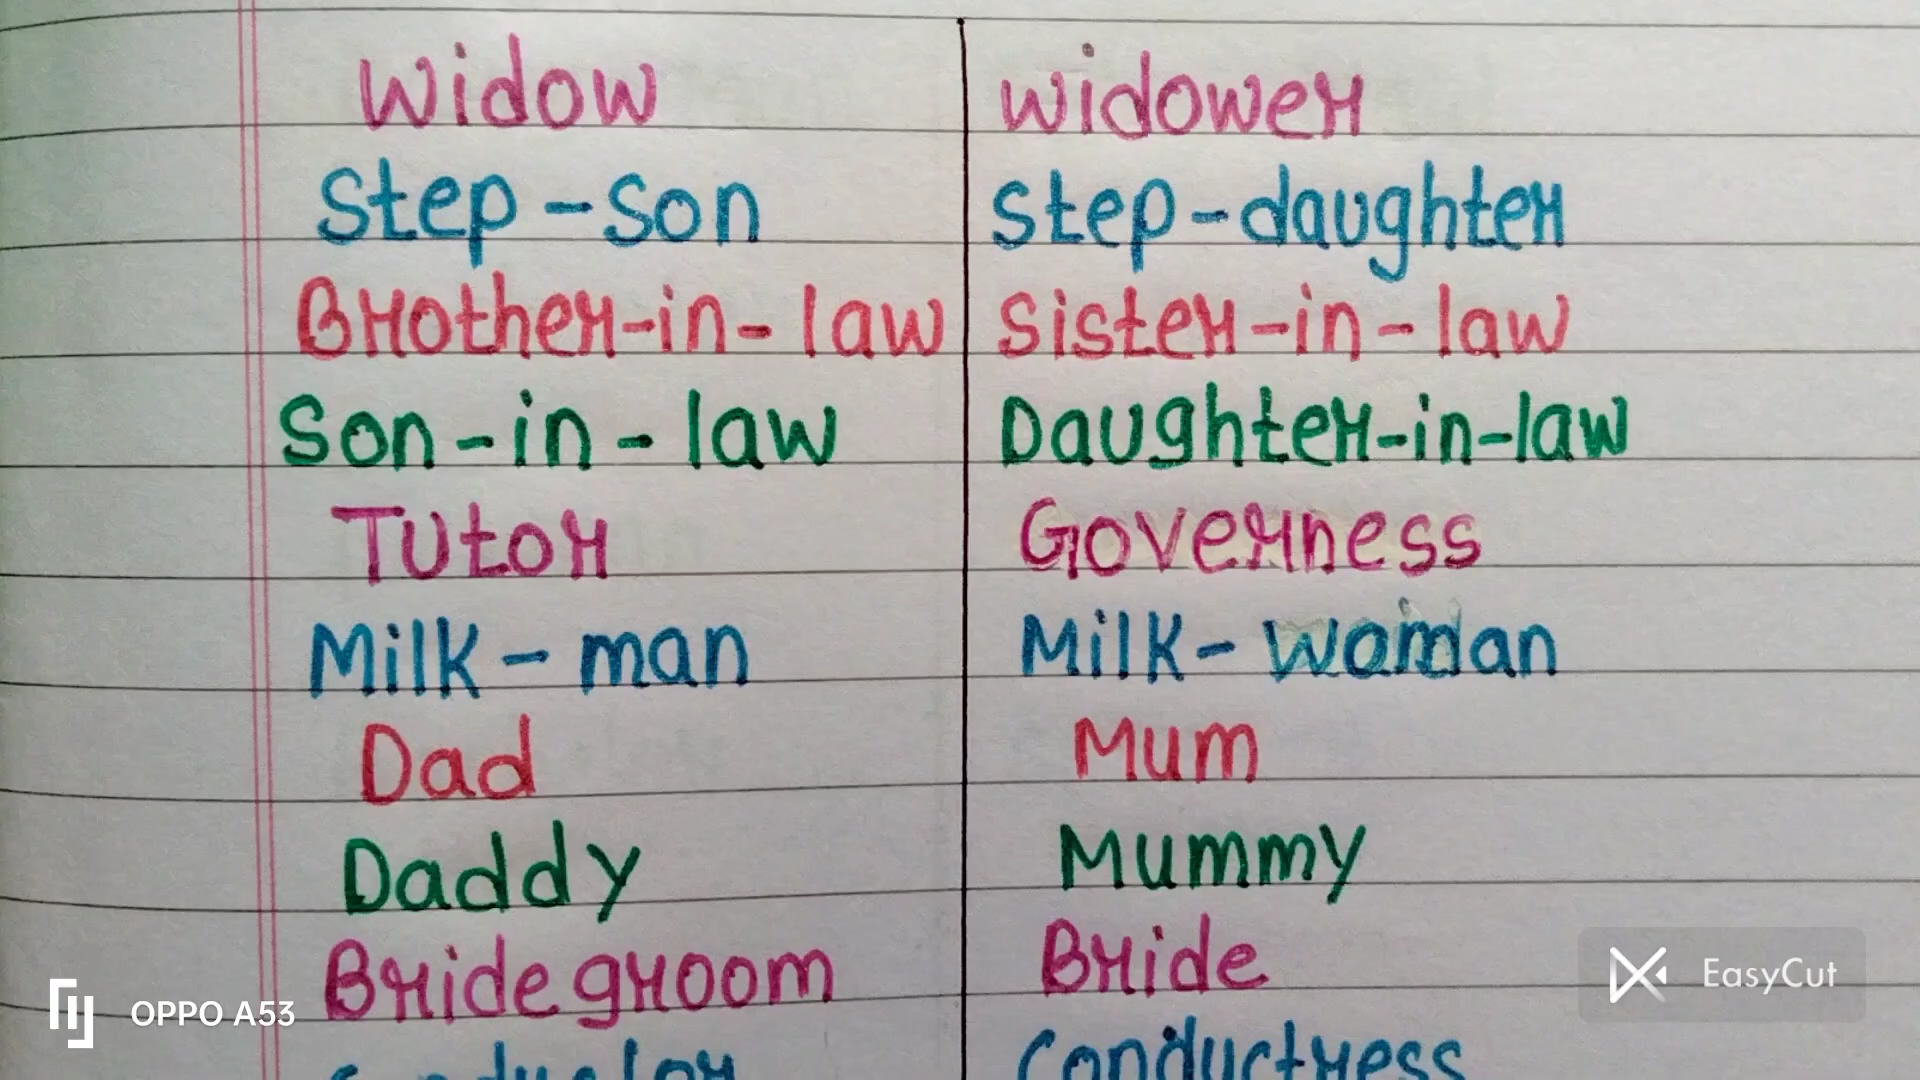 Widow widower
Step-son Step-daughter
Brother-in-law Sister-in-law
Son-in-law Daughter-in-law
Tutor Governess
Milk-man Milk-woman
Dad Mum
Daddy Mummy
Bridegroom Bride
Conductor Conductress
OPPO A53
EasyCut